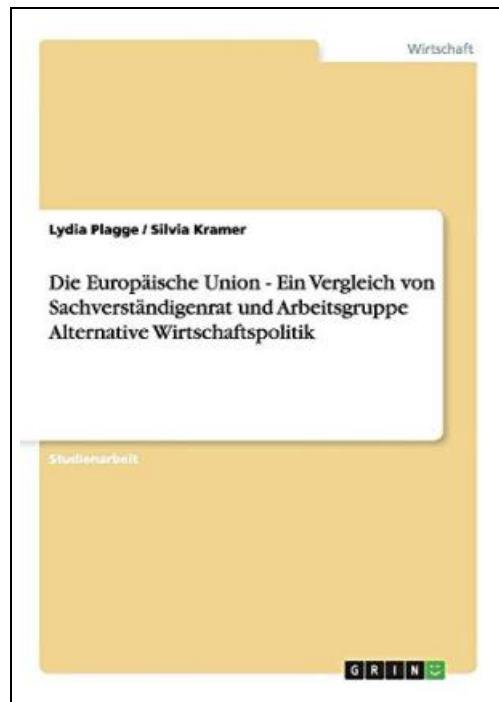 Wirtschaft
Lydia Plagge / Silvia Kramer
Die Europäische Union - Ein Vergleich von
Sachverständigenrat und Arbeitsgruppe
Alternative Wirtschaftspolitik
Studienarbeit
GRIN